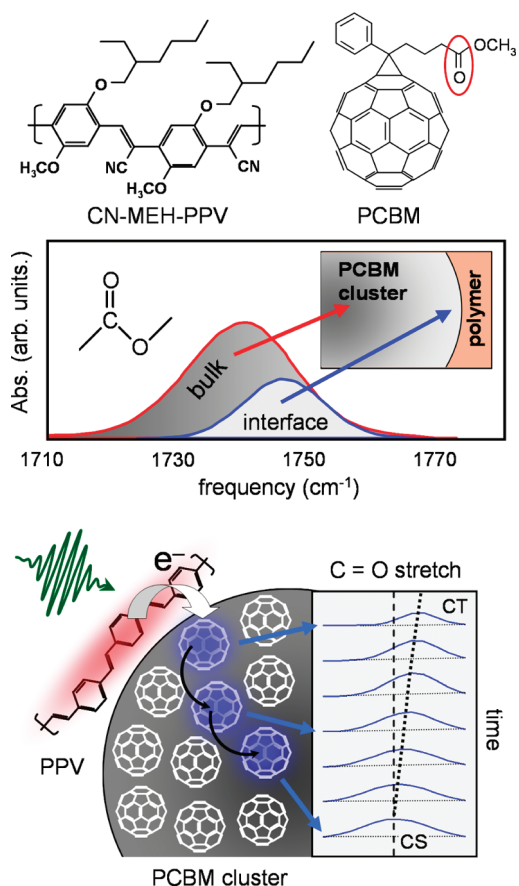 O
O
NC
CN
H₃CO
OCH₃
CN-MEH-PPV
OCH₃
O
PCBM
Abs. (arb. units.)
O
C
O
bulk
interface
PCBM
cluster
polymer
1710
1730
1750
1770
frequency (cm⁻¹)
e⁻
PPV
PCBM cluster
C = O stretch
CT
CS
time